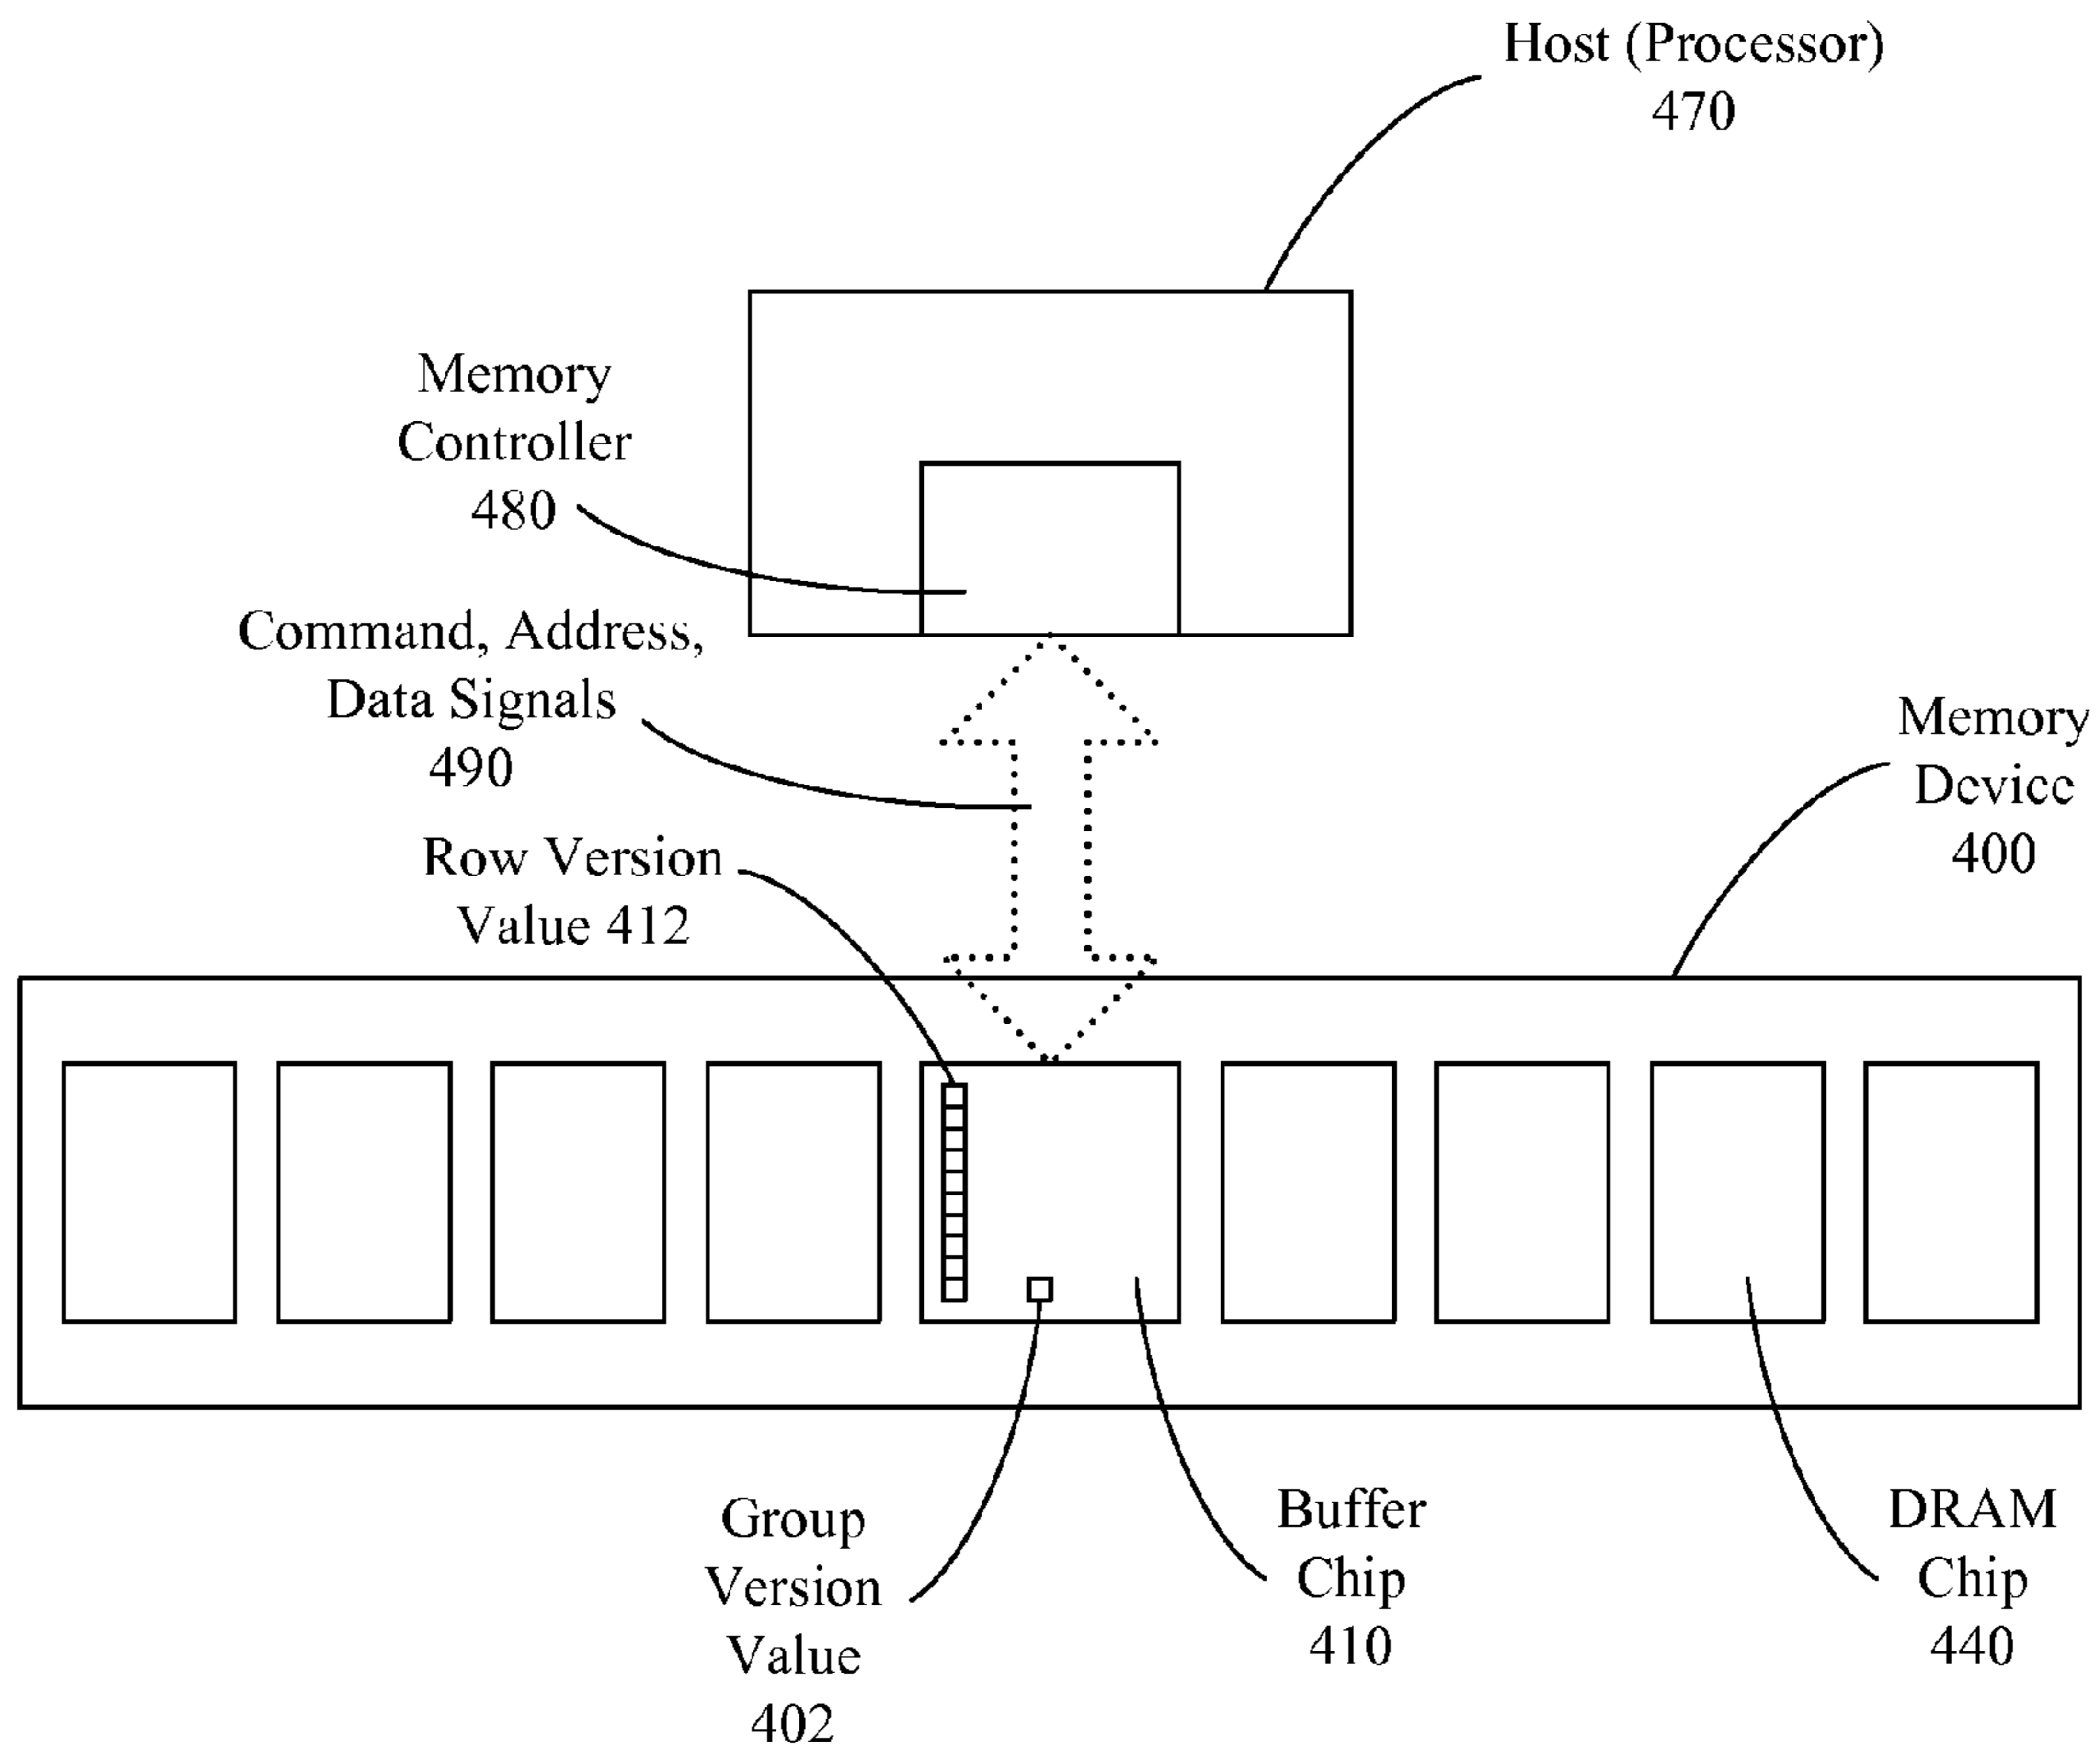 Host (Processor)
470
Memory
Controller
480
Command, Address,
Data Signals
490
Memory
Device
400
Row Version
Value 412
Group
Version
Value
402
Buffer
Chip
410
DRAM
Chip
440